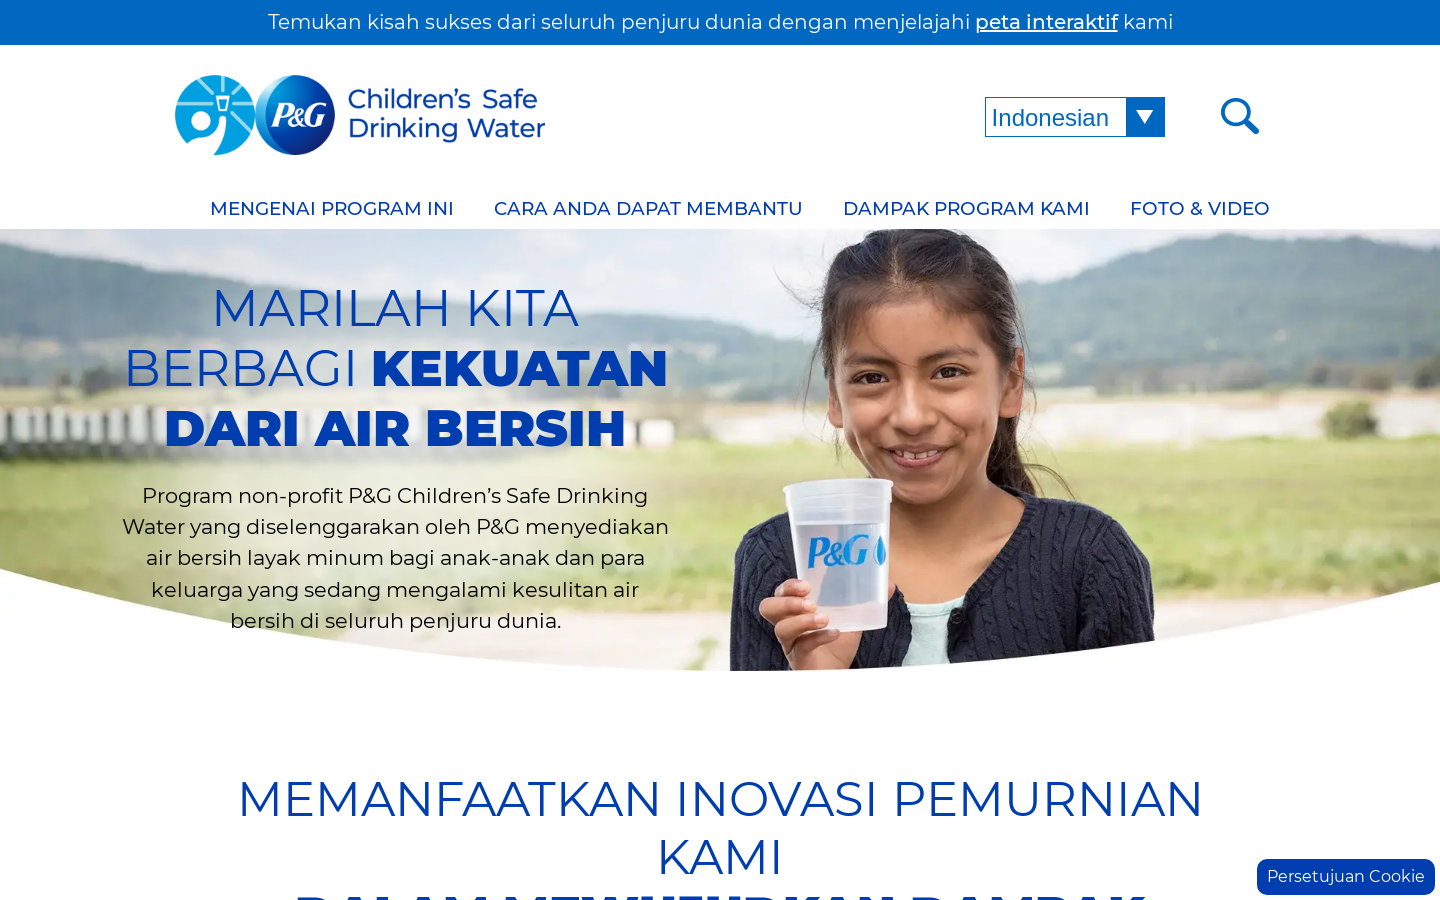 Temukan kisah sukses dari seluruh penjuru dunia dengan menjelajahi peta interaktif kami
P&G
Children's Safe
Drinking Water
Indonesian
MENGENAI PROGRAM INI
CARA ANDA DAPAT MEMBANTU
DAMPAK PROGRAM KAMI
FOTO & VIDEO
MARILAH KITA
BERBAGI KEKUATAN
DARI AIR BERSIH
Program non-profit P&G Children’s Safe Drinking
Water yang diselenggarakan oleh P&G menyediakan
air bersih layak minum bagi anak-anak dan para
keluarga yang sedang mengalami kesulitan air
bersih di seluruh penjuru dunia.
P&G
MEMANFAATKAN INOVASI PEMURNIAN
KAMI
Persetujuan Cookie